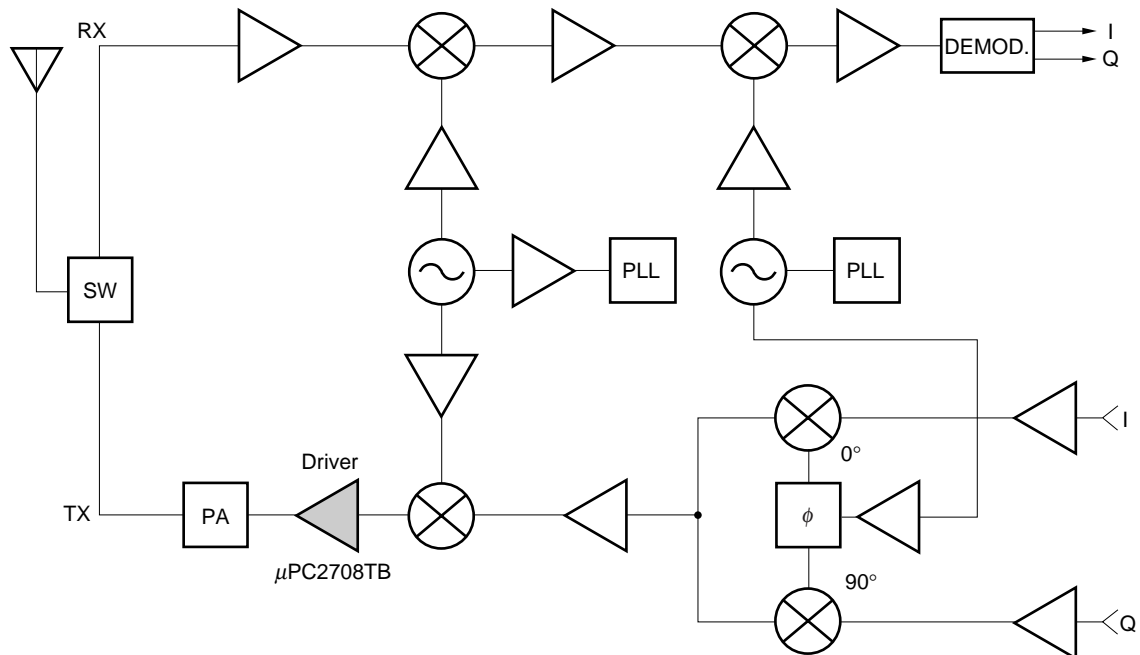 RX
I
DEMOD.
Q
PLL
PLL
SW
I
0°
Driver
TX
PA
ϕ
μPC2708TB
90°
Q